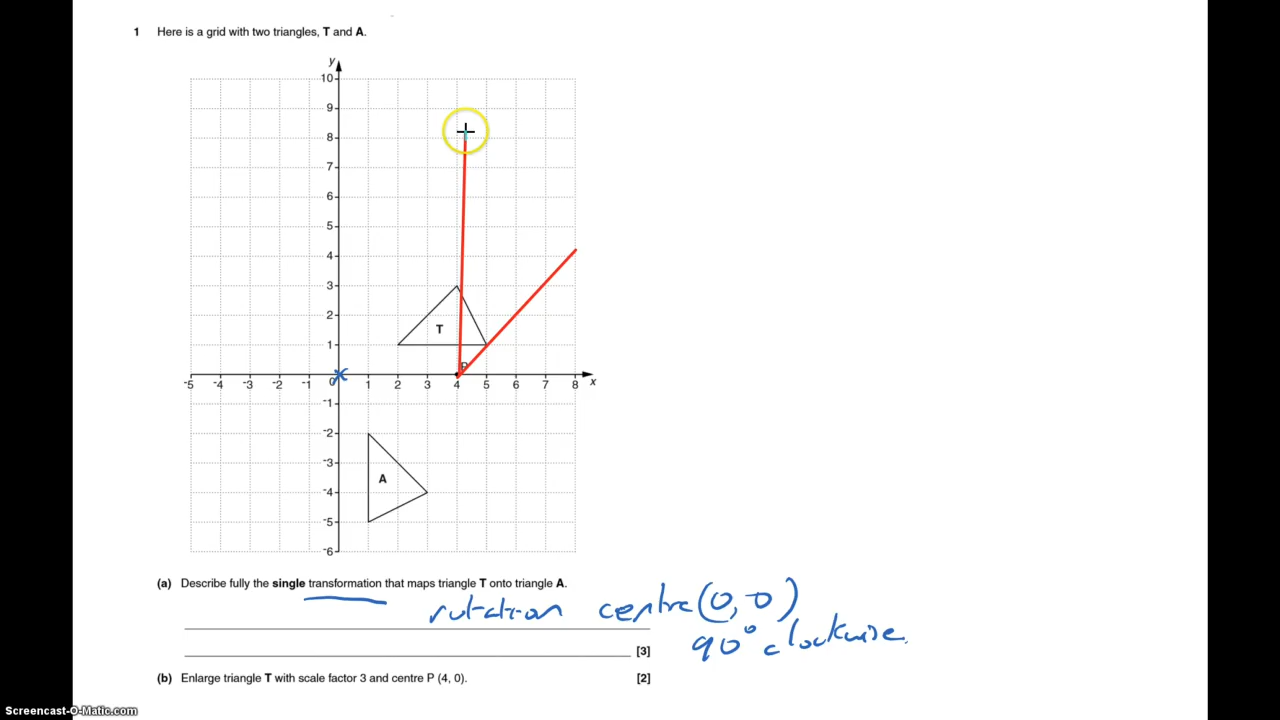 1 Here is a grid with two triangles, T and A.
y
10
9
8
7
6
5
4
3
2
1
T
P
-5 -4 -3 -2 -1 0 1 2 3 4 5 6 7 8 x
-1
-2
-3
-4
-5
-6
A
(a) Describe fully the single transformation that maps triangle T onto triangle A.
rotation centre (0,0)
90° clockwise.
[3]
(b) Enlarge triangle T with scale factor 3 and centre P (4, 0). [2]
Screencast-O-Matic.com